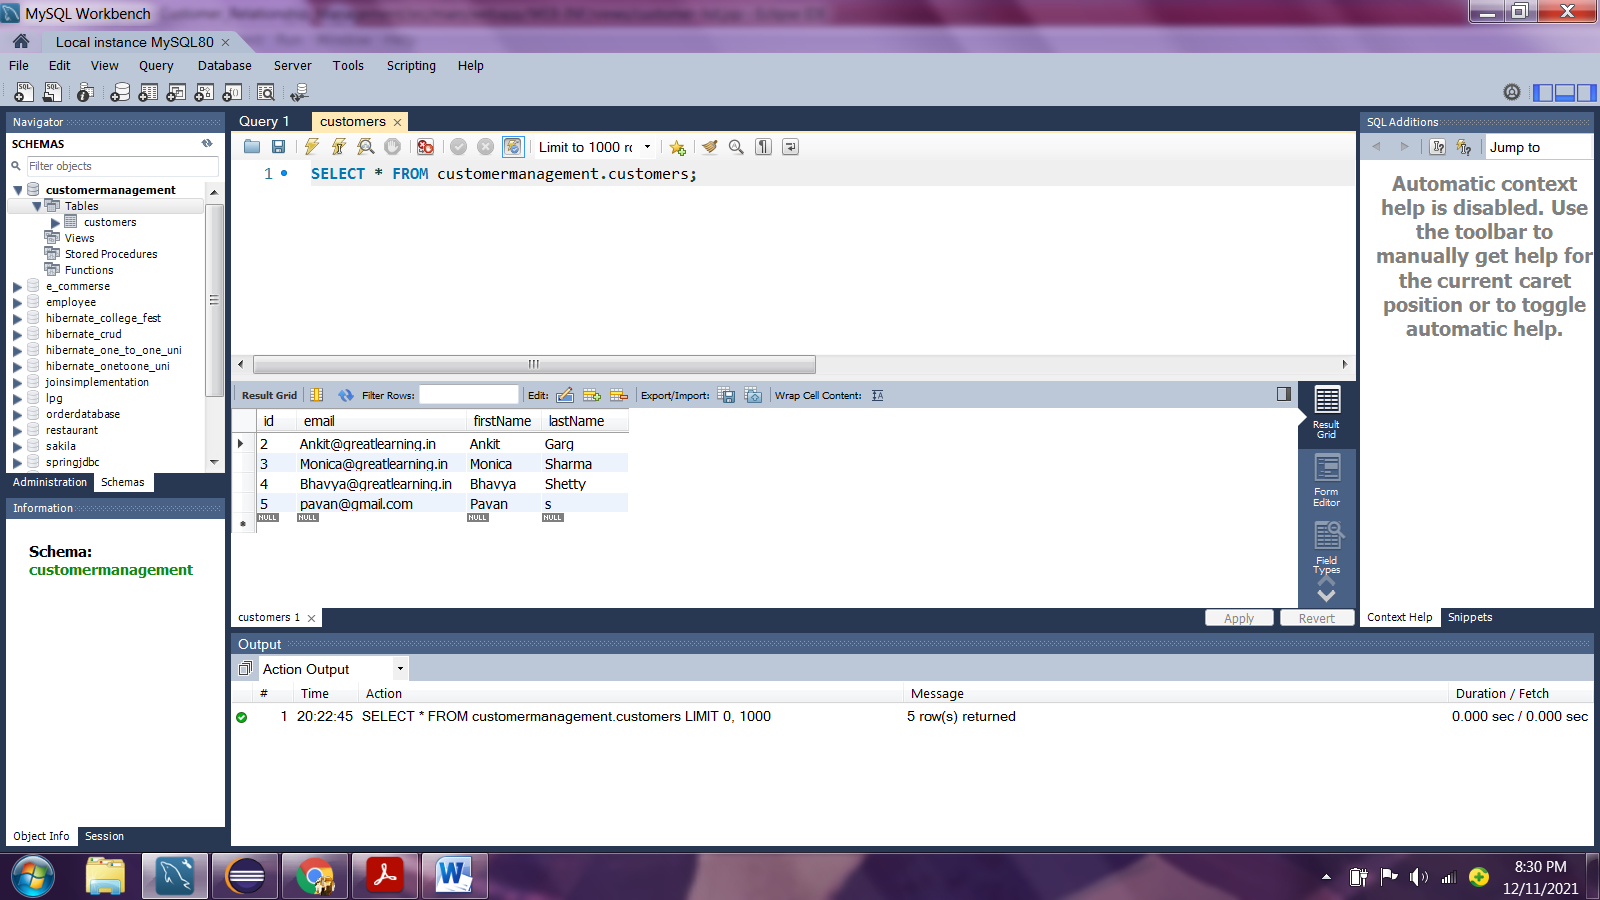 MySQL Workbench
Local instance MySQL80
File Edit View Query Database Server Tools Scripting Help
Navigator
SCHEMAS
Filter objects
customermanagement
Tables
customers
Views
Stored Procedures
Functions
e_commerse
employee
hibernate_college_fest
hibernate_crud
hibernate_one_to_one_uni
hibernate_onetoone_uni
joinsimplementation
lpg
orderdatabase
restaurant
sakila
springjdbc
Administration Schemas
Information
Schema:
customermanagement
Object Info Session
Query 1 customers
Limit to 1000 r
1 SELECT * FROM customermanagement.customers;
Result Grid Filter Rows: Edit: Export/Import: Wrap Cell Content:
id email firstName lastName
2 Ankit@greatlearning.in Ankit Garg
3 Monica@greatlearning.in Monica Sharma
4 Bhavya@greatlearning.in Bhavya Shetty
5 pavan@gmail.com Pavan s
NULL NULL NULL NULL
Result
Grid
Form
Editor
Field
Types
customers 1
Apply Revert
SQL Additions
Jump to
Automatic context
help is disabled. Use
the toolbar to
manually get help for
the current caret
position or to toggle
automatic help.
Context Help Snippets
Output
Action Output
# Time Action Message Duration / Fetch
1 20:22:45 SELECT * FROM customermanagement.customers LIMIT 0, 1000 5 row(s) returned 0.000 sec / 0.000 sec
8:30 PM
12/11/2021